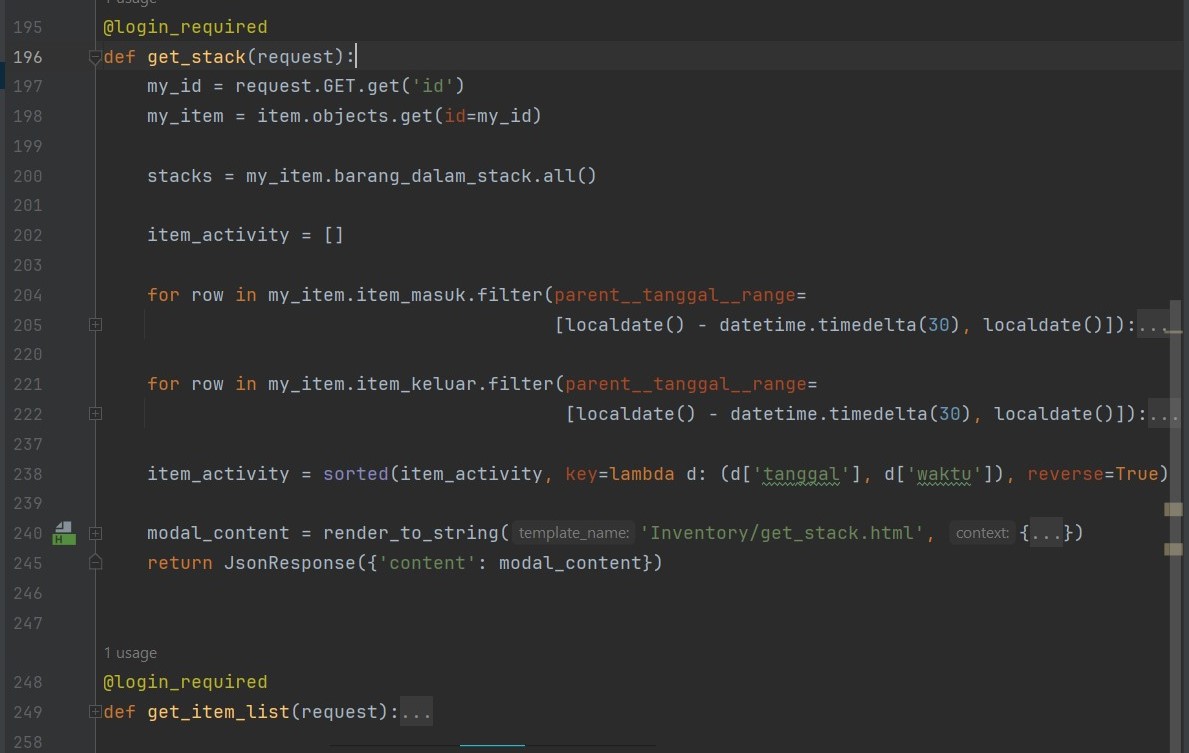 1 usage
195 @login_required
196 def get_stack(request):
197 my_id = request.GET.get('id')
198 my_item = item.objects.get(id=my_id)
199
200 stacks = my_item.barang_dalam_stack.all()
201
202 item_activity = []
203
204 for row in my_item.item_masuk.filter(parent__tanggal__range=
205 [localdate() - datetime.timedelta(30), localdate()]):...
220
221 for row in my_item.item_keluar.filter(parent__tanggal__range=
222 [localdate() - datetime.timedelta(30), localdate()]):...
237
238 item_activity = sorted(item_activity, key=lambda d: (d['tanggal'], d['waktu']), reverse=True)
239
240 H modal_content = render_to_string( template_name: 'Inventory/get_stack.html', context: {...})
245 return JsonResponse({'content': modal_content})
246
247
1 usage
248 @login_required
249 def get_item_list(request):...
258